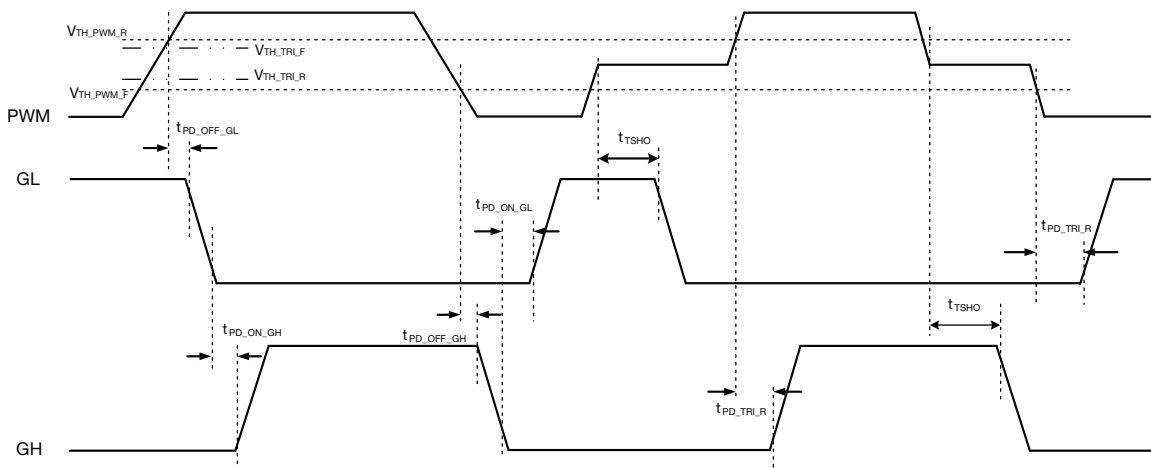 VTH_PWM_R
VTH_TRI_F
VTH_TRI_R
VTH_PWM_F
PWM
tPD_OFF_GL
tTSHO
GL
tPD_ON_GL
tPD_TRI_R
tTSHO
tPD_ON_GH
tPD_OFF_GH
tPD_TRI_R
GH